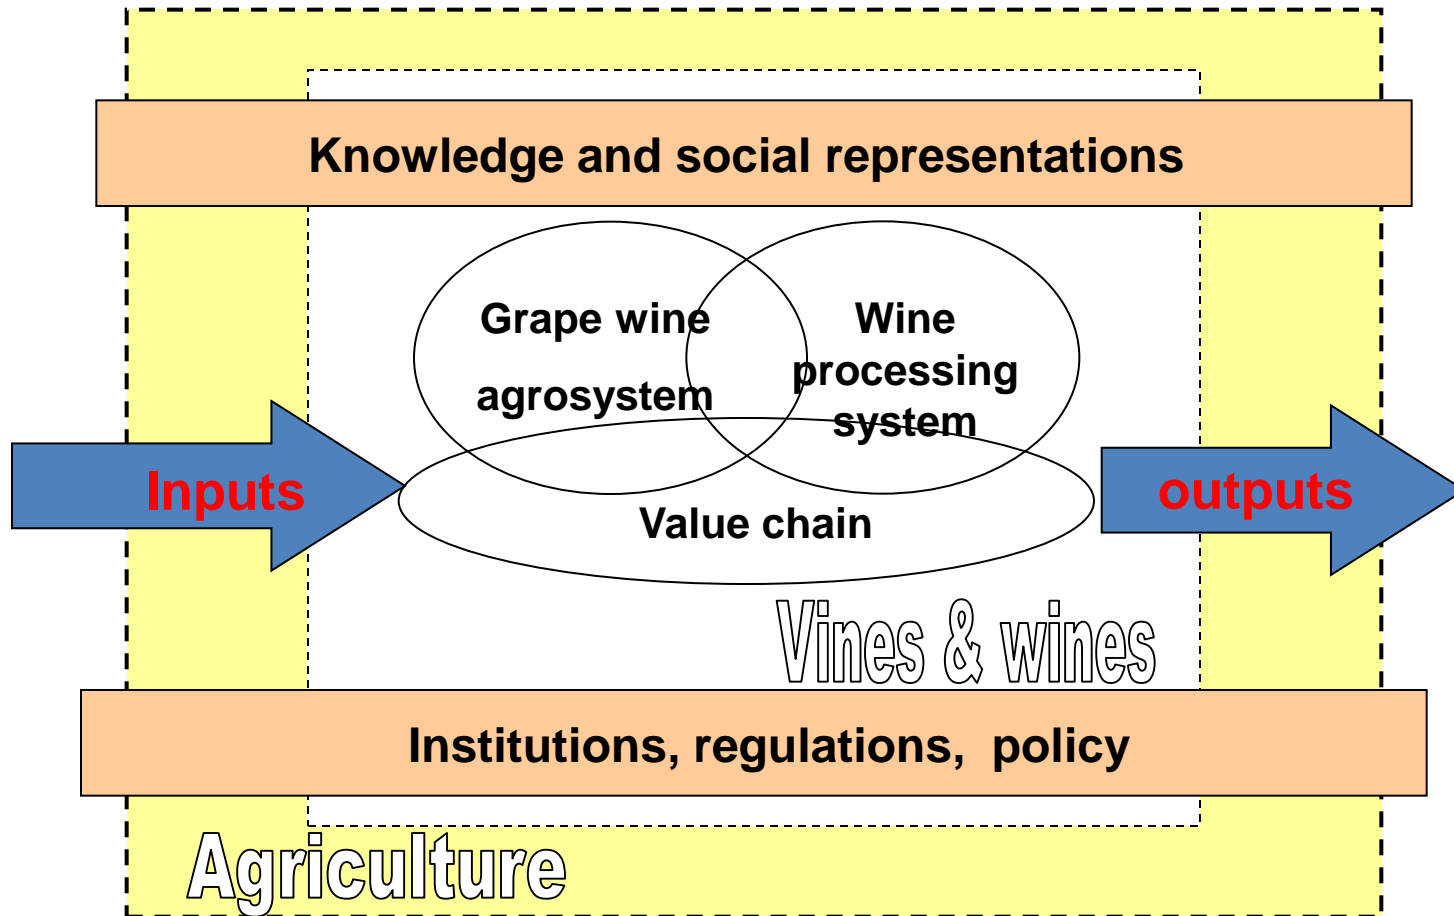 Knowledge and social representations
Grape wine
agrosystem
Wine
processing
system
Inputs
outputs
Value chain
Vines & wines
Institutions, regulations,  policy
Agriculture